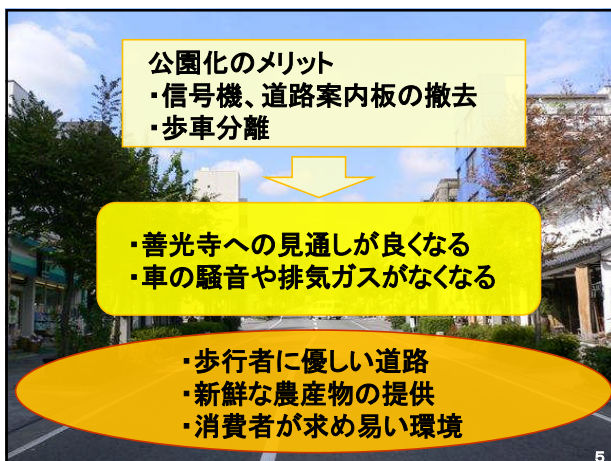 公園化のメリット
・信号機、道路案内板の撤去
・歩車分離
・善光寺への見通しが良くなる
・車の騒音や排気ガスがなくなる
・歩行者に優しい道路
・新鮮な農産物の提供
・消費者が求め易い環境
5